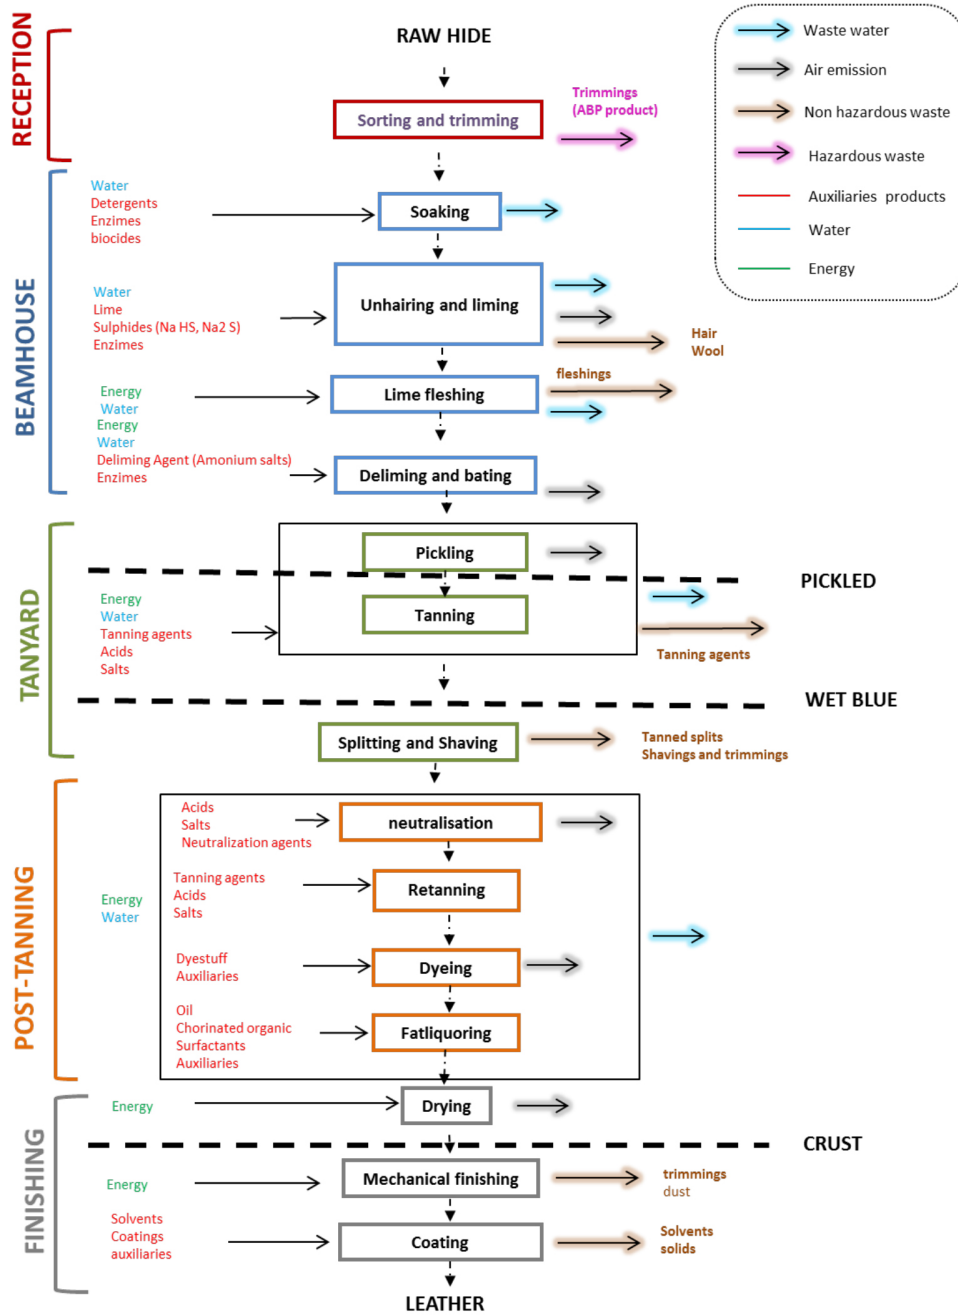 RAW HIDE
RECEPTION
Sorting and trimming
Trimmings
(ABP product)
Waste water
Air emission
Non hazardous waste
Hazardous waste
Auxiliaries products
Water
Energy
BEAMHOUSE
Water
Detergents
Enzimes
biocides
Soaking
Water
Lime
Sulphides (Na HS, Na2 S)
Enzimes
Unhairing and liming
Hair
Wool
Energy
Water
Lime fleshing
fleshings
Energy
Water
Deliming Agent (Amonium salts)
Enzimes
Deliming and bating
TANYARD
Pickling
PICKLED
Energy
Water
Tanning agents
Acids
Salts
Tanning
Tanning agents
WET BLUE
Splitting and Shaving
Tanned splits
Shavings and trimmings
POST-TANNING
Acids
Salts
Neutralization agents
neutralisation
Energy
Water
Tanning agents
Acids
Salts
Retanning
Dyestuff
Auxiliaries
Dyeing
Oil
Chorinated organic
Surfactants
Auxiliaries
Fatliquoring
FINISHING
Energy
Drying
CRUST
Energy
Mechanical finishing
trimmings
dust
Solvents
Coatings
auxiliaries
Coating
Solvents
solids
LEATHER